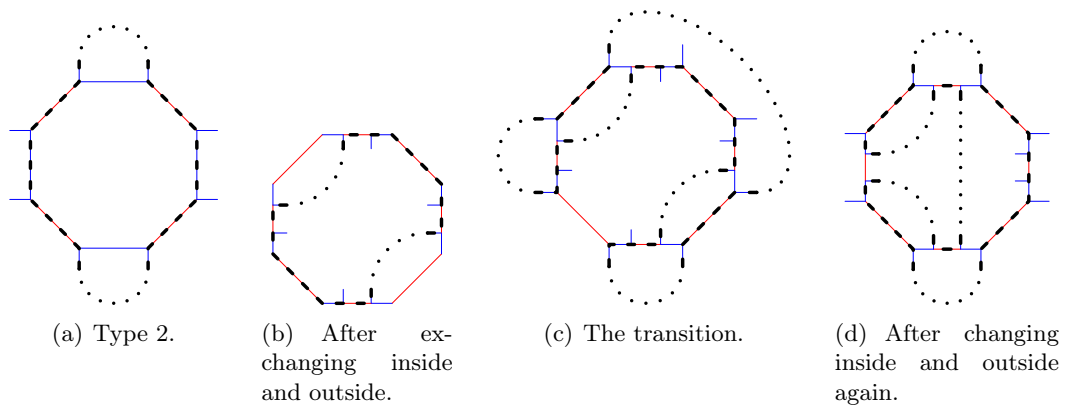 (a) Type 2.
(b) After ex-
changing inside
and outside.
(c) The transition.
(d) After changing
inside and outside
again.